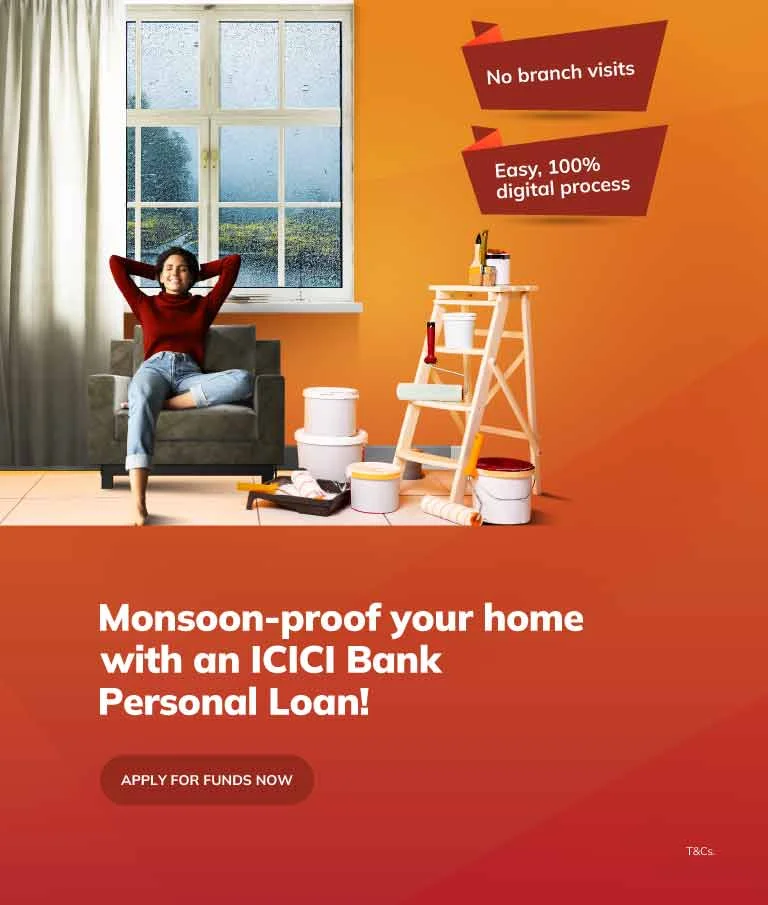 No branch visits
Easy, 100%
digital process
Monsoon-proof your home
with an ICICI Bank
Personal Loan!
APPLY FOR FUNDS NOW
T&Cs.